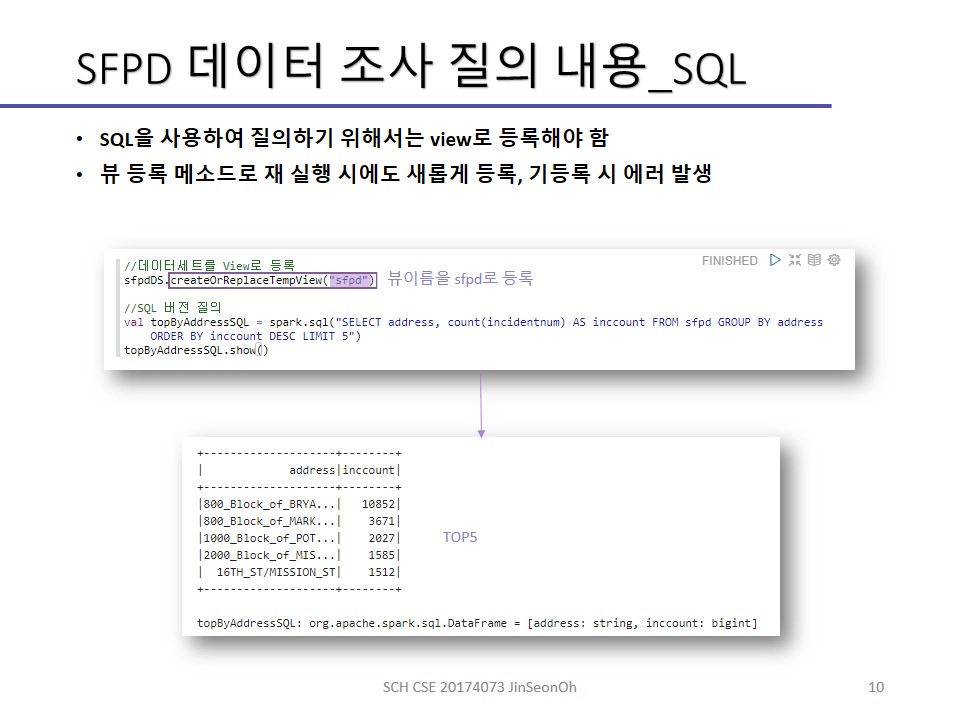 SFPD 데이터 조사 질의 내용_SQL
• SQL을 사용하여 질의하기 위해서는 view로 등록해야 함
• 뷰 등록 메소드로 재 실행 시에도 새롭게 등록, 기등록 시 에러 발생
FINISHED
//데이터세트를 View로 등록
sfpdDS.createOrReplaceTempView("sfpd") 뷰이름을 sfpd로 등록
//SQL 버전 질의
val topByAddressSQL = spark.sql("SELECT address, count(incidentnum) AS inccount FROM sfpd GROUP BY address
ORDER BY inccount DESC LIMIT 5")
topByAddressSQL.show()
+--------------------+--------+
|             address|inccount|
+--------------------+--------+
|800_Block_of_BRYA...|   10852|
|800_Block_of_MARK...|    3671|
|1000_Block_of_POT...|    2027|
|2000_Block_of_MIS...|    1585|
|  16TH_ST/MISSION_ST|    1512|
+--------------------+--------+
TOP5
topByAddressSQL: org.apache.spark.sql.DataFrame = [address: string, inccount: bigint]
SCH CSE 20174073 JinSeonOh
10